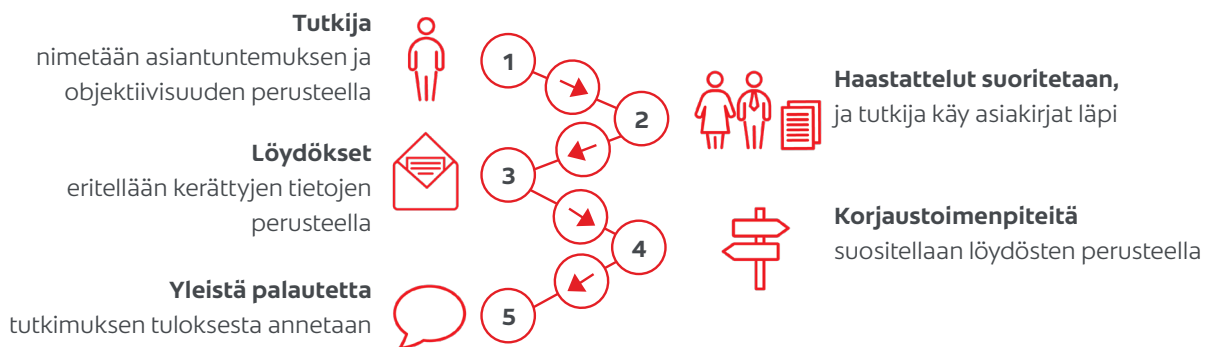 Tutkija
nimetään asiantuntemuksen ja
objektiivisuuden perusteella
1
2
Haastattelut suoritetaan,
ja tutkija käy asiakirjat läpi
Löydökset
eritellään kerättyjen tietojen
perusteella
3
4
Korjaustoimenpiteitä
suositellaan löydösten perusteella
Yleistä palautetta
tutkimuksen tuloksesta annetaan
5